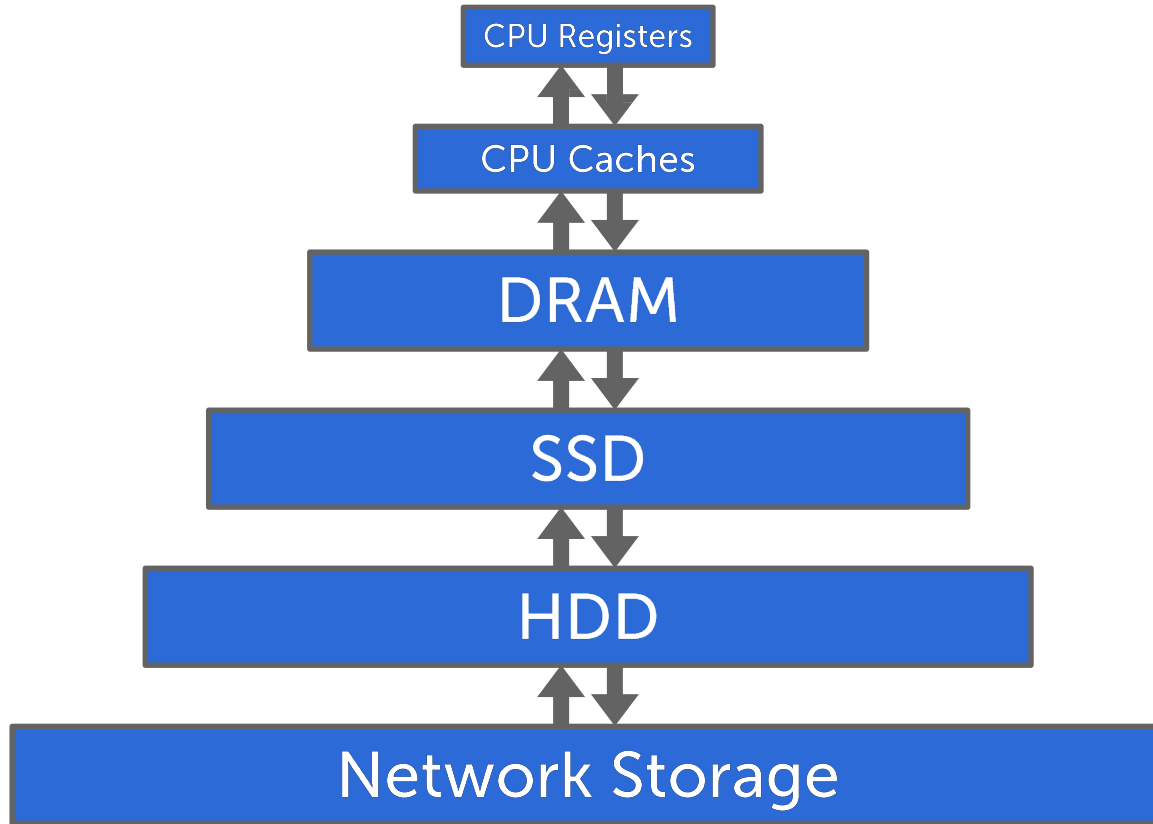 CPU Registers
CPU Caches
DRAM
SSD
HDD
Network Storage